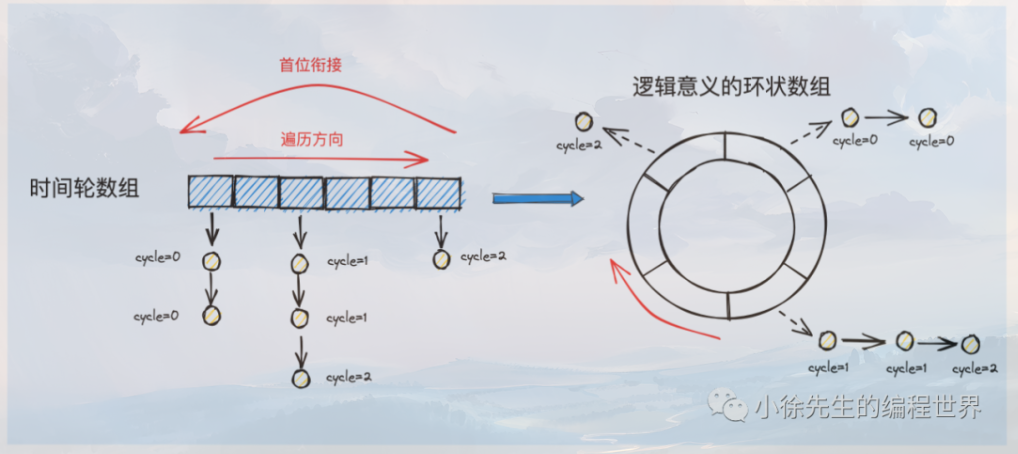 首位衔接
遍历方向
时间轮数组
cycle=0
cycle=1
cycle=2
cycle=0
cycle=1
cycle=2
逻辑意义的环状数组
cycle=2
cycle=0
cycle=0
cycle=1
cycle=1
cycle=2
小徐先生的编程世界